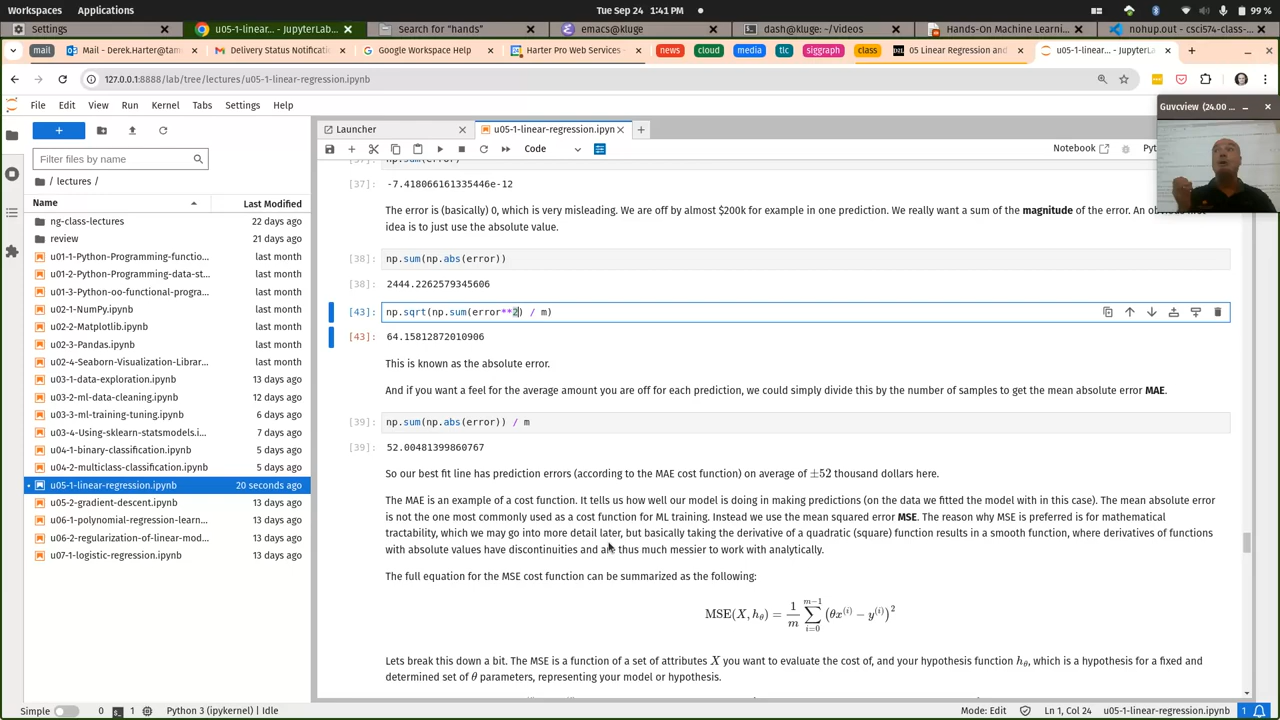 Workspaces
Applications
Tue Sep 24 1:41 PM
99 %
Settings
u05-1-linear-regression... - JupyterLab...
Search for "hands"
emacs@kluge
dash@kluge: ~/Videos
Hands-On Machine Learnin...
nohup.out - csci574-class-...
mail
Mail - Derek.Harter@tam...
Delivery Status Notificati...
Google Workspace Help
Harter Pro Web Services -
news
cloud
media
tlc
siggraph
class
05 Linear Regression and
u05-1-linear-regression.ip
127.0.0.1:8888/lab/tree/lectures/u05-1-linear-regression.ipynb
Guvcview (24.00
File Edit View Run Kernel Tabs Settings Help
Launcher
u05-1-linear-regression.ipyn
Code
Notebook
Pyt
Filter files by name
/ lectures /
Name
Last Modified
ng-class-lectures 22 days ago
review 21 days ago
u01-1-Python-Programming-functio... last month
u01-2-Python-Programming-data-st... last month
u01-3-Python-oo-functional-progra... last month
u02-1-NumPy.ipynb last month
u02-2-Matplotlib.ipynb last month
u02-3-Pandas.ipynb last month
u02-4-Seaborn-Visualization-Librar... last month
u03-1-data-exploration.ipynb 13 days ago
u03-2-ml-data-cleaning.ipynb 12 days ago
u03-3-ml-training-tuning.ipynb 6 days ago
u03-4-Using-sklearn-statsmodels.i... 7 days ago
u04-1-binary-classification.ipynb 5 days ago
u04-2-multiclass-classification.ipynb 5 days ago
u05-1-linear-regression.ipynb 20 seconds ago
u05-2-gradient-descent.ipynb 13 days ago
u06-1-polynomial-regression-learn... 13 days ago
u06-2-regularization-of-linear-mod... 13 days ago
u07-1-logistic-regression.ipynb 13 days ago
[37]: -7.418066161335446e-12
The error is (basically) 0, which is very misleading. We are off by almost $200k for example in one prediction. We really want a sum of the magnitude of the error. An obvious first
idea is to just use the absolute value.
[38]: np.sum(np.abs(error))
[38]: 2444.2262579345606
[43]: np.sqrt(np.sum(error**2) / m)
[43]: 64.15812872010906
This is known as the absolute error.
And if you want a feel for the average amount you are off for each prediction, we could simply divide this by the number of samples to get the mean absolute error MAE.
[39]: np.sum(np.abs(error)) / m
[39]: 52.00481399860767
So our best fit line has prediction errors (according to the MAE cost function) on average of ±52 thousand dollars here.
The MAE is an example of a cost function. It tells us how well our model is doing in making predictions (on the data we fitted the model with in this case). The mean absolute error
is not the one most commonly used as a cost function for ML training. Instead we use the mean squared error MSE. The reason why MSE is preferred is for mathematical
tractability, which we may go into more detail later, but basically taking the derivative of a quadratic (square) function results in a smooth function, where derivatives of functions
with absolute values have discontinuities and are thus much messier to work with analytically.
The full equation for the MSE cost function can be summarized as the following:
MSE(X, hθ) = 1/m ∑_{i=0}^{m−1} (θx^(i) − y^(i))^2
Lets break this down a bit. The MSE is a function of a set of attributes X you want to evaluate the cost of, and your hypothesis function hθ, which is a hypothesis for a fixed and
determined set of θ parameters, representing your model or hypothesis.
Simple
0
1
Python 3 (ipykernel) | Idle
Mode: Edit
Ln 1, Col 24
u05-1-linear-regression.ipynb
1